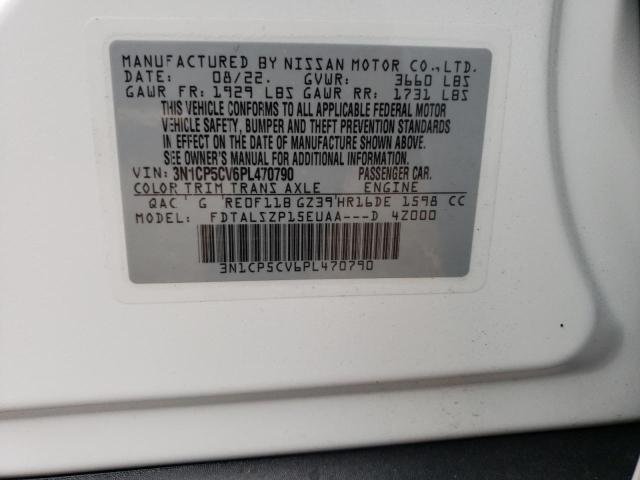 MANUFACTURED BY NISSAN MOTOR CO.,LTD.
DATE: 08/22. GVWR: 3660 LBS
GAWR FR: 1929 LBS GAWR RR: 1731 LBS
THIS VEHICLE CONFORMS TO ALL APPLICABLE FEDERAL MOTOR
VEHICLE SAFETY, BUMPER AND THEFT PREVENTION STANDARDS
IN EFFECT ON THE DATE OF MANUFACTURE SHOWN ABOVE.
SEE OWNER'S MANUAL FOR ADDITIONAL INFORMATION.
VIN: 3N1CP5CV6PL470790 PASSENGER CAR.
COLOR TRIM TRANS AXLE ENGINE
QAC ' G ' RE0F11B GZ39'HR16DE 1598 CC
MODEL: FDTALSZP15EUAA---D 4Z000
3N1CP5CV6PL470790